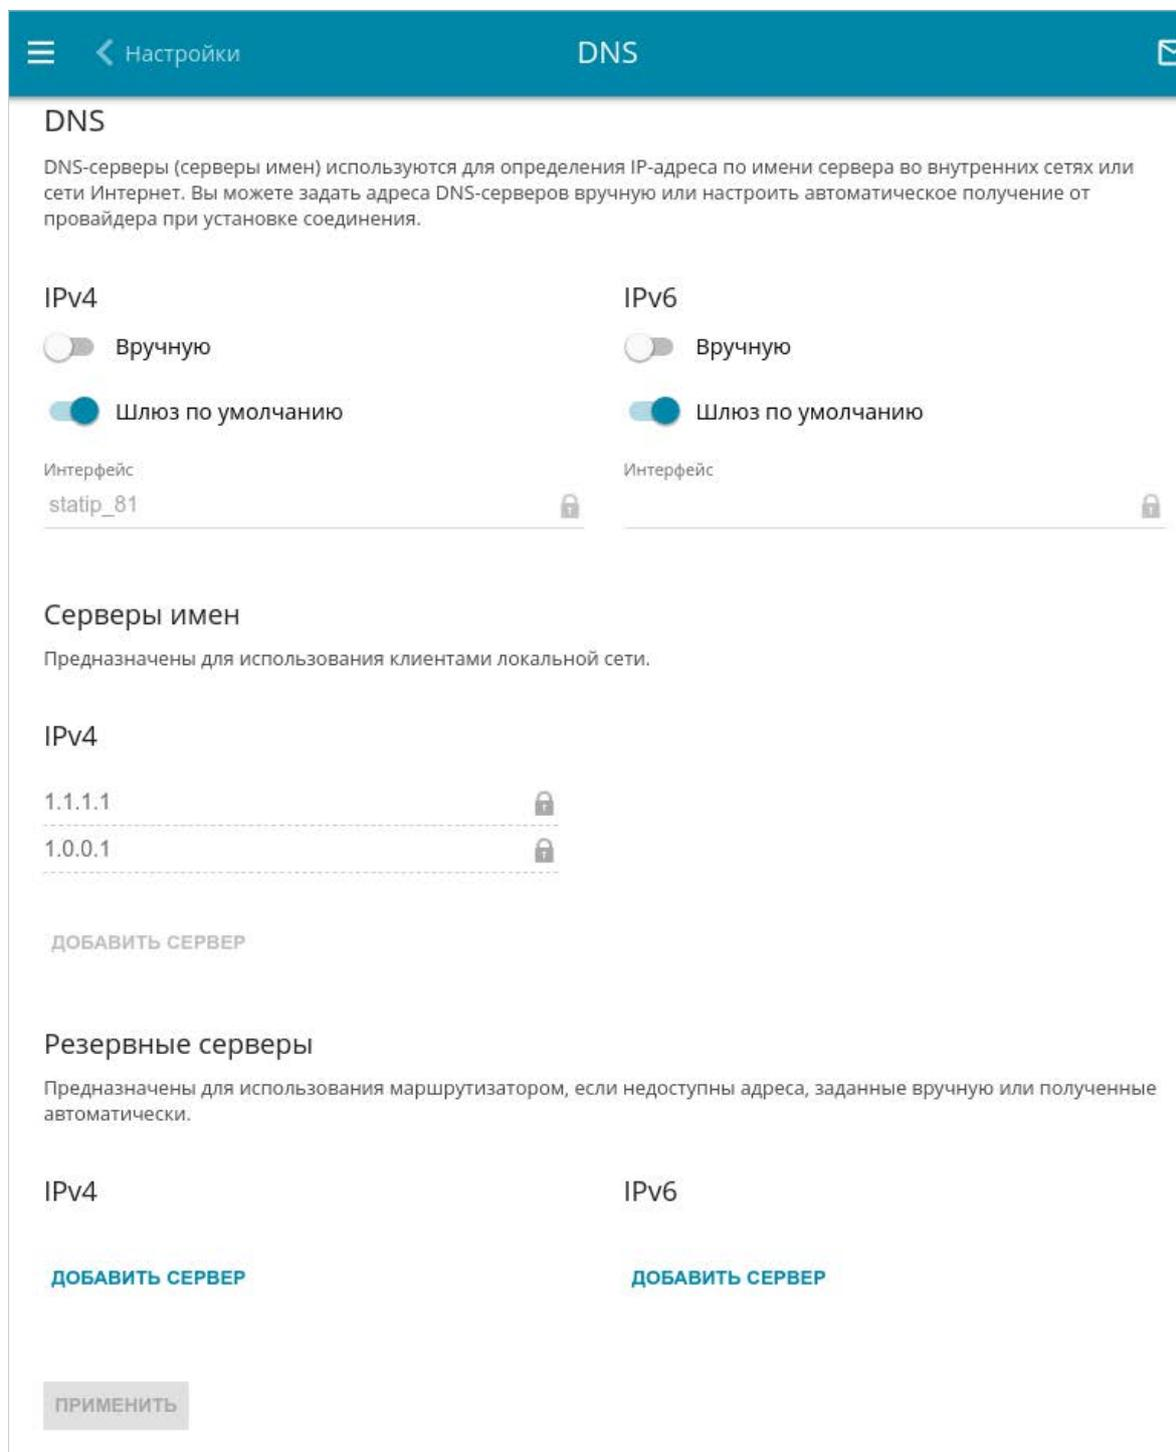 Настройки
DNS
DNS
DNS-серверы (серверы имен) используются для определения IP-адреса по имени сервера во внутренних сетях или
сети Интернет. Вы можете задать адреса DNS-серверов вручную или настроить автоматическое получение от
провайдера при установке соединения.
IPv4
IPv6
Вручную
Вручную
Шлюз по умолчанию
Шлюз по умолчанию
Интерфейс
Интерфейс
statip_81
Серверы имен
Предназначены для использования клиентами локальной сети.
IPv4
1.1.1.1
1.0.0.1
ДОБАВИТЬ СЕРВЕР
Резервные серверы
Предназначены для использования маршрутизатором, если недоступны адреса, заданные вручную или полученные
автоматически.
IPv4
IPv6
ДОБАВИТЬ СЕРВЕР
ДОБАВИТЬ СЕРВЕР
ПРИМЕНИТЬ